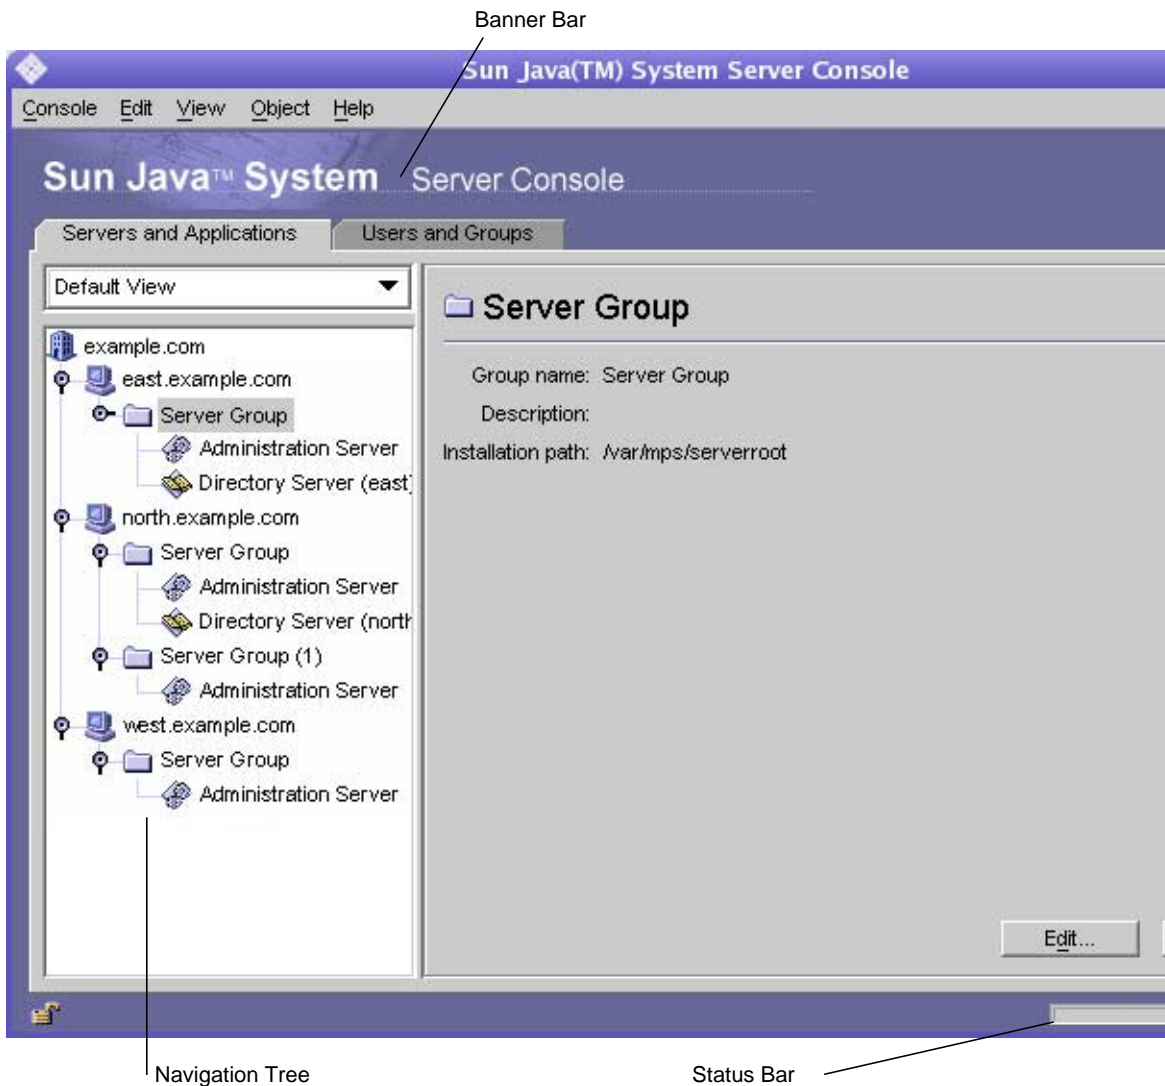 Banner Bar
Sun Java(TM) System Server Console
Console Edit View Object Help
Sun Java™ System Server Console
Servers and Applications Users and Groups
Default View
example.com
east.example.com
Server Group
Administration Server
Directory Server (east)
north.example.com
Server Group
Administration Server
Directory Server (north
Server Group (1)
Administration Server
west.example.com
Server Group
Administration Server
Server Group
Group name: Server Group
Description:
Installation path: /var/mps/serverroot
Edit...
Navigation Tree
Status Bar